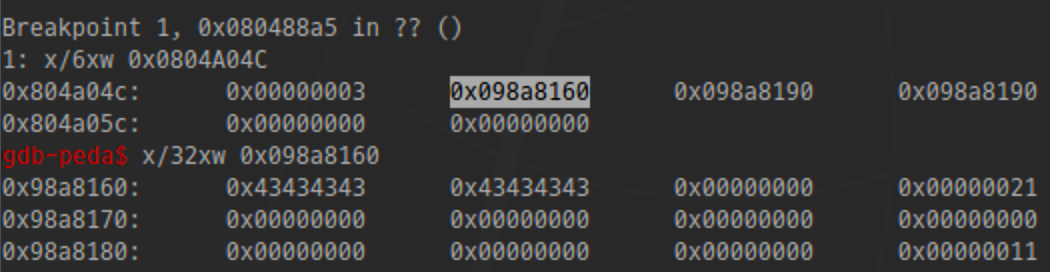 Breakpoint 1, 0x080488a5 in ?? ()
1: x/6xw 0x0804A04C
0x804a04c: 0x00000003 0x098a8160 0x098a8190 0x098a8190
0x804a05c: 0x00000000 0x00000000
gdb-peda$ x/32xw 0x098a8160
0x98a8160: 0x43434343 0x43434343 0x00000000 0x00000021
0x98a8170: 0x00000000 0x00000000 0x00000000 0x00000000
0x98a8180: 0x00000000 0x00000000 0x00000000 0x00000011